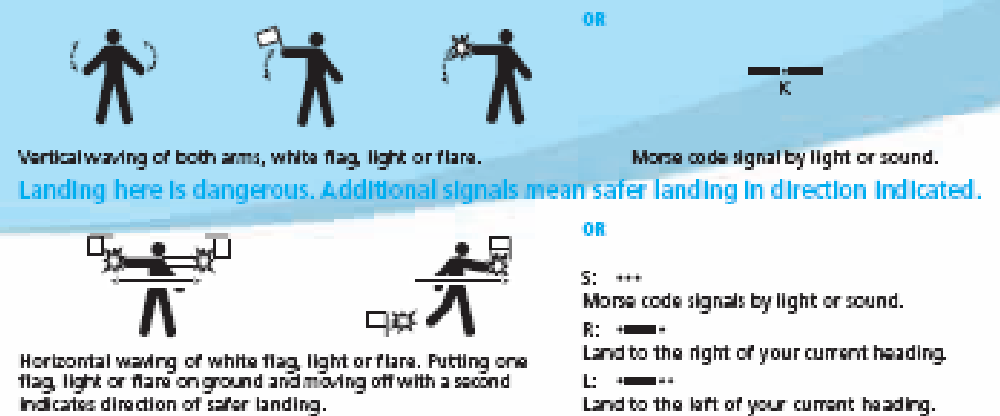 OR
K
Vertical waving of both arms, white flag, light or flare.
Morse code signal by light or sound.
Landing here is dangerous. Additional signals mean safer landing in direction indicated.
OR
S:
Morse code signals by light or sound.
R:
Land to the right of your current heading.
L:
Land to the left of your current heading.
Horizontal waving of white flag, light or flare. Putting one
flag, light or flare on ground and moving off with a second
indicates direction of safer landing.